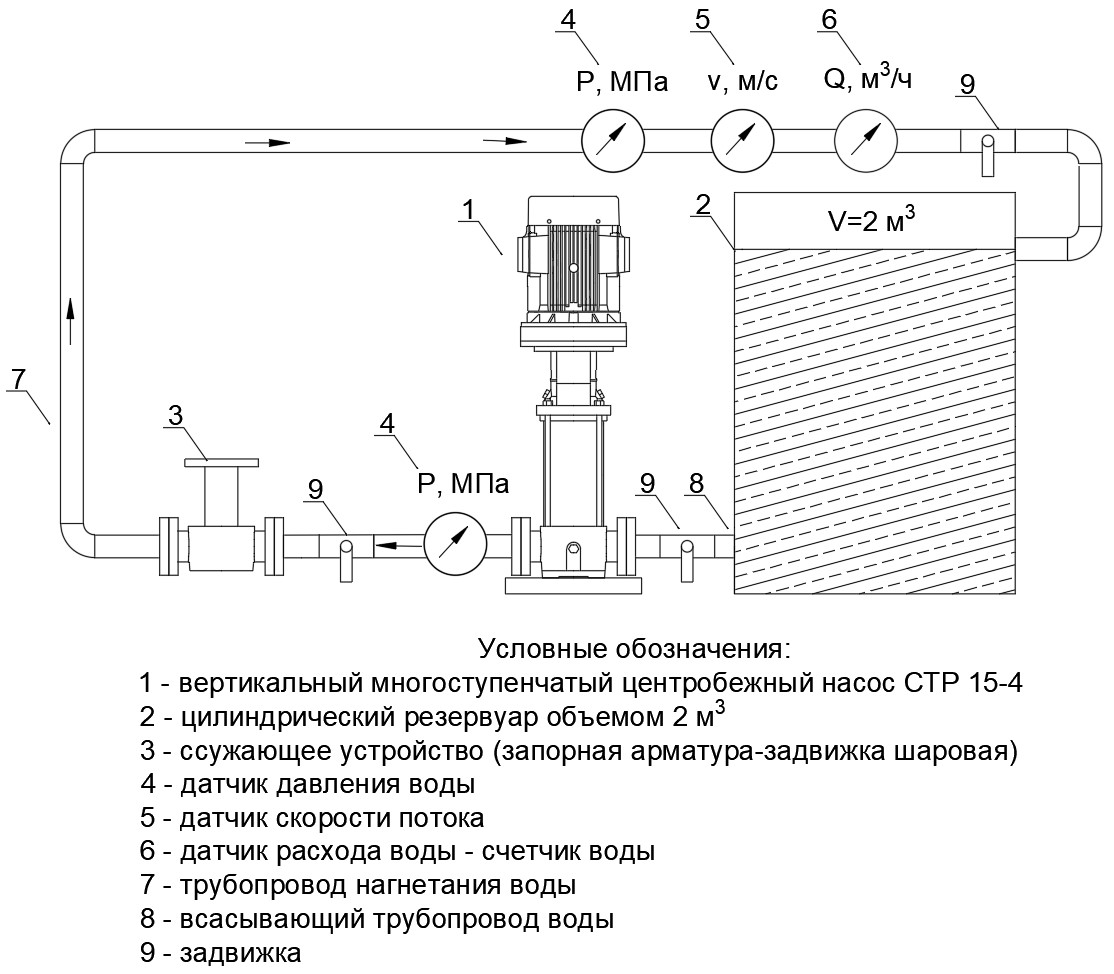 4
5
6
P, МПа
v, м/с
Q, м³/ч
9
1
2
V=2 м³
7
3
4
P, МПа
9
9
8
Условные обозначения:
1 - вертикальный многоступенчатый центробежный насос СТР 15-4
2 - цилиндрический резервуар объемом 2 м³
3 - ссужающее устройство (запорная арматура-задвижка шаровая)
4 - датчик давления воды
5 - датчик скорости потока
6 - датчик расхода воды - счетчик воды
7 - трубопровод нагнетания воды
8 - всасывающий трубопровод воды
9 - задвижка